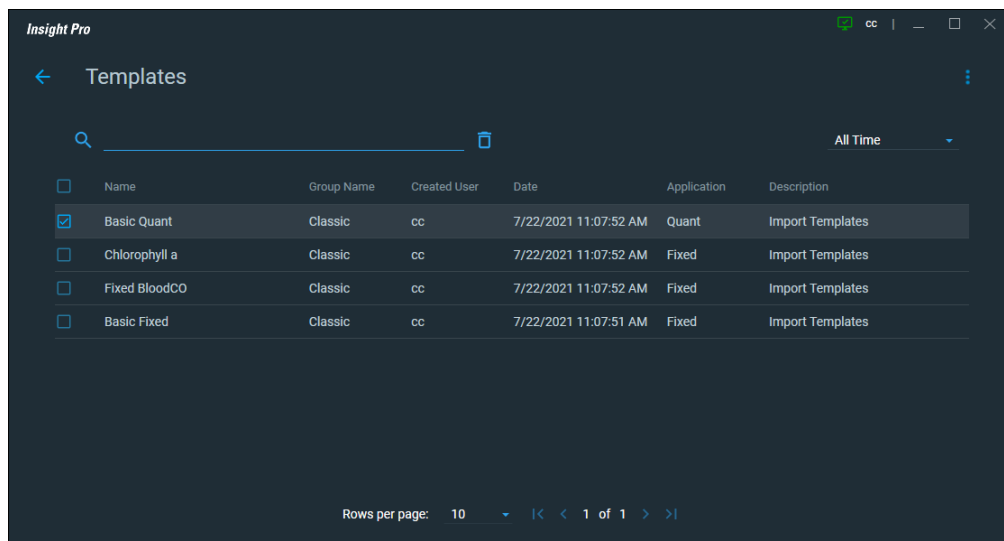 Insight Pro
cc |
Templates
All Time
Name Group Name Created User Date Application Description
Basic Quant Classic cc 7/22/2021 11:07:52 AM Quant Import Templates
Chlorophyll a Classic cc 7/22/2021 11:07:52 AM Fixed Import Templates
Fixed BloodCO Classic cc 7/22/2021 11:07:52 AM Fixed Import Templates
Basic Fixed Classic cc 7/22/2021 11:07:51 AM Fixed Import Templates
Rows per page: 10 1 of 1